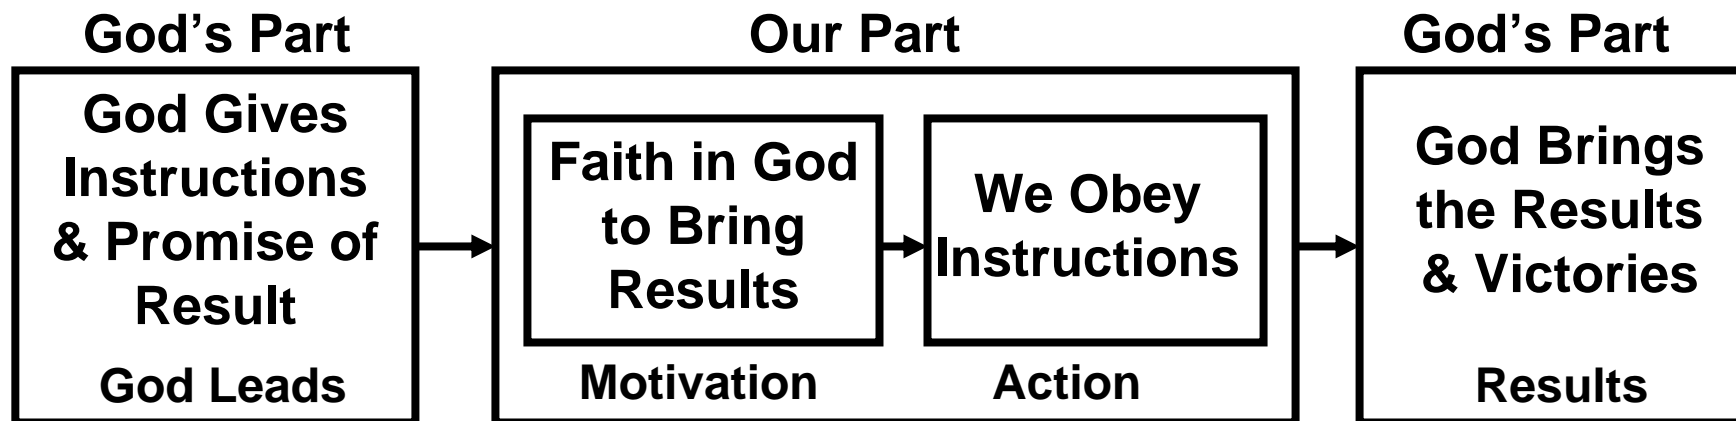 God’s Part
God Gives
Instructions
& Promise of
Result
God Leads
Our Part
Faith in God
to Bring
Results
Motivation
We Obey
Instructions
Action
God’s Part
God Brings
the Results
& Victories
Results